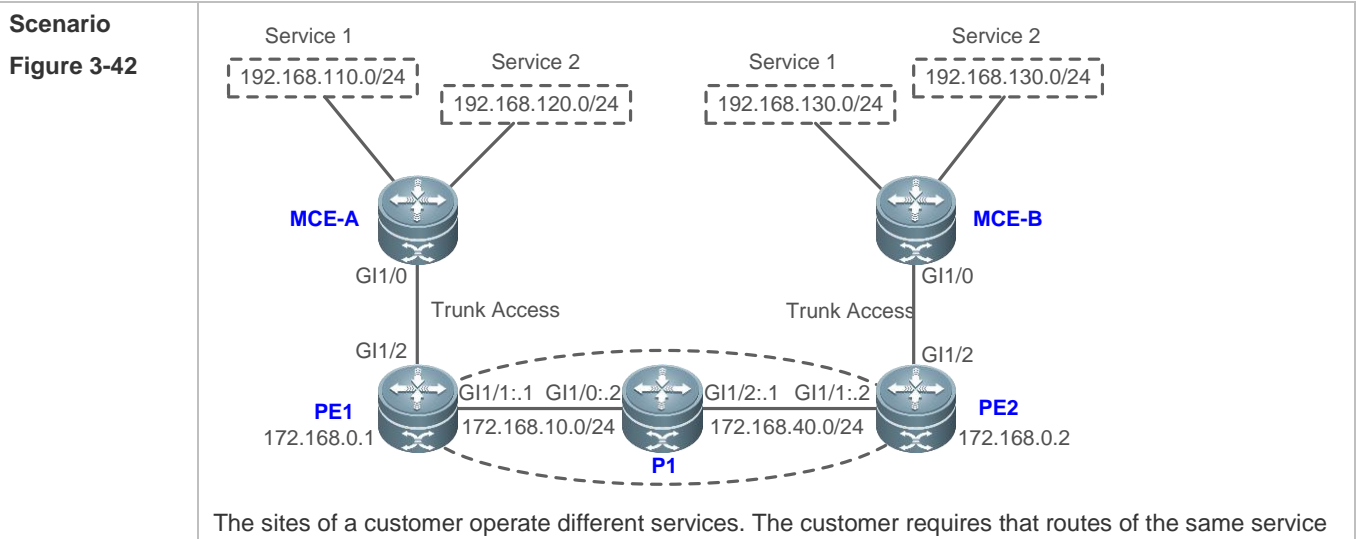 Scenario
Figure 3-42
Service 1
192.168.110.0/24
Service 2
192.168.120.0/24
Service 1
192.168.130.0/24
Service 2
192.168.130.0/24
MCE-A
MCE-B
GI1/0
GI1/0
Trunk Access
Trunk Access
GI1/2
GI1/2
PE1
172.168.0.1
GI1/1:.1
GI1/0:.2
172.168.10.0/24
P1
GI1/2:.1
GI1/1:.2
172.168.40.0/24
PE2
172.168.0.2
The sites of a customer operate different services. The customer requires that routes of the same service